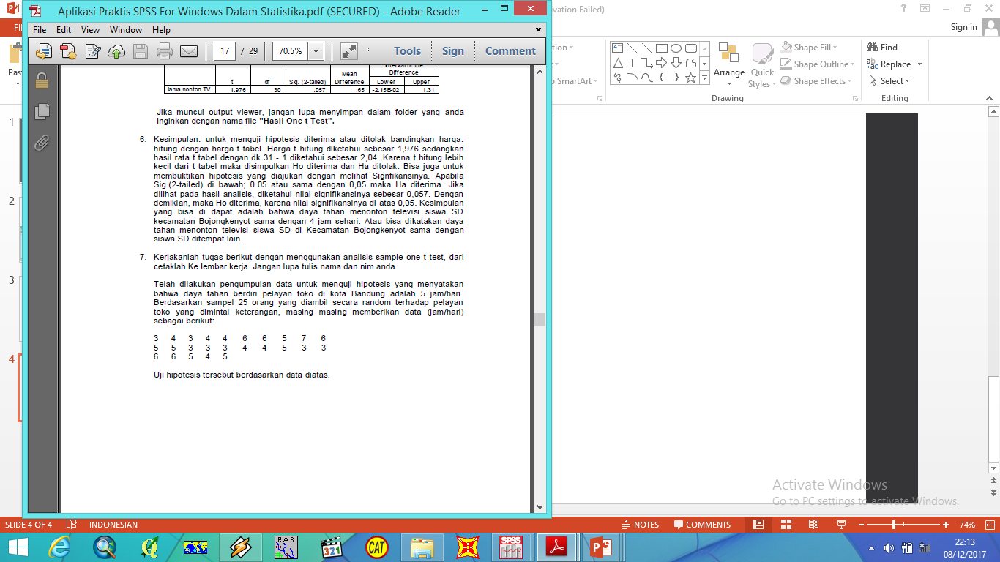 Aplikasi Praktis SPSS For Windows Dalam Statistika.pdf (SECURED) - Adobe Reader
vation Failed)
File Edit View Window Help
Sign in
17 / 29 70.5% Tools Sign Comment
Difference
Mean
t df Sig. (2-tailed) Difference Lower Upper
lama nonton TV 1.976 30 .057 .65 -2.15E-02 1.31
Jika muncul output viewer, jangan lupa menyimpan dalam folder yang anda
inginkan dengan nama file "Hasil One t Test".
6. Kesimpulan: untuk menguji hipotesis diterima atau ditolak bandingkan harga:
hitung dengan harga t tabel. Harga t hitung dlketahui sebesar 1,976 sedangkan
hasil rata t tabel dengan dk 31 - 1 diketahui sebesar 2,04. Karena t hitung lebih
kecil dari t tabel maka disimpulkan Ho diterima dan Ha ditolak. Bisa juga untuk
membuktikan hipotesis yang diajukan dengan melihat Signfikansinya. Apabila
Sig.(2-tailed) di bawah; 0.05 atau sama dengan 0,05 maka Ha diterima. Jika
dilihat pada hasil analisis, diketahui nilai signifikansinya sebesar 0,057. Dengan
demikian, maka Ho diterima, karena nilai signifikansinya di atas 0,05. Kesimpulan
yang bisa di dapat adalah bahwa daya tahan menonton televisi siswa SD
kecamatan Bojongkenyot sama dengan 4 jam sehari. Atau bisa dikatakan daya
tahan menonton televisi siswa SD di Kecamatan Bojongkenyot sama dengan
siswa SD ditempat lain.
7. Kerjakanlah tugas berikut dengan menggunakan analisis sample one t test, dari
cetaklah Ke lembar kerja. Jangan lupa tulis nama dan nim anda.
Telah dilakukan pengumpuian data untuk menguji hipotesis yang menyatakan
bahwa daya tahan berdiri pelayan toko di kota Bandung adalah 5 jam/hari.
Berdasarkan sampel 25 orang yang diambil secara random terhadap pelayan
toko yang dimintai keterangan, masing masing memberikan data (jam/hari)
sebagai berikut:
3 4 3 4 4 6 6 5 7 6
5 5 3 3 3 4 4 5 3 3
6 6 5 4 5
Uji hipotesis tersebut berdasarkan data diatas.
Shape Fill
Shape Outline
Shape Effects
Arrange
Quick
Styles
Find
Replace
Select
o SmartArt
Drawing
Editing
1
2
3
4
Activate Windows
Go to PC settings to activate Windows.
SLIDE 4 OF 4 INDONESIAN NOTES COMMENTS 74%
RAS
321
CAT
SPSS
22:13
08/12/2017